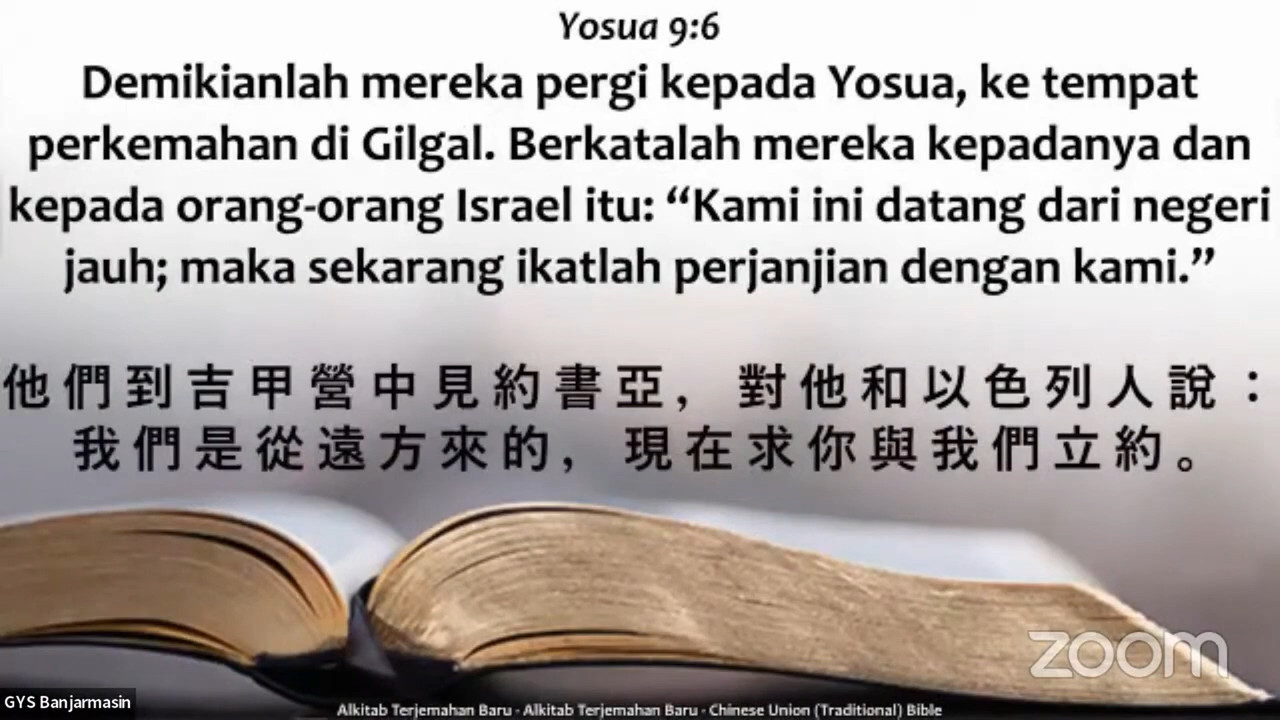 Yosua 9:6
Demikianlah mereka pergi kepada Yosua, ke tempat
perkemahan di Gilgal. Berkatalah mereka kepadanya dan
kepada orang-orang Israel itu: “Kami ini datang dari negeri
jauh; maka sekarang ikatlah perjanjian dengan kami.”
他們到吉甲營中見約書亞，對他和以色列人說：
我們是從遠方來的，現在求你與我們立約。
zoom
GYS Banjarmasin
Alkitab Terjemahan Baru - Alkitab Terjemahan Baru - Chinese Union (Traditional) Bible